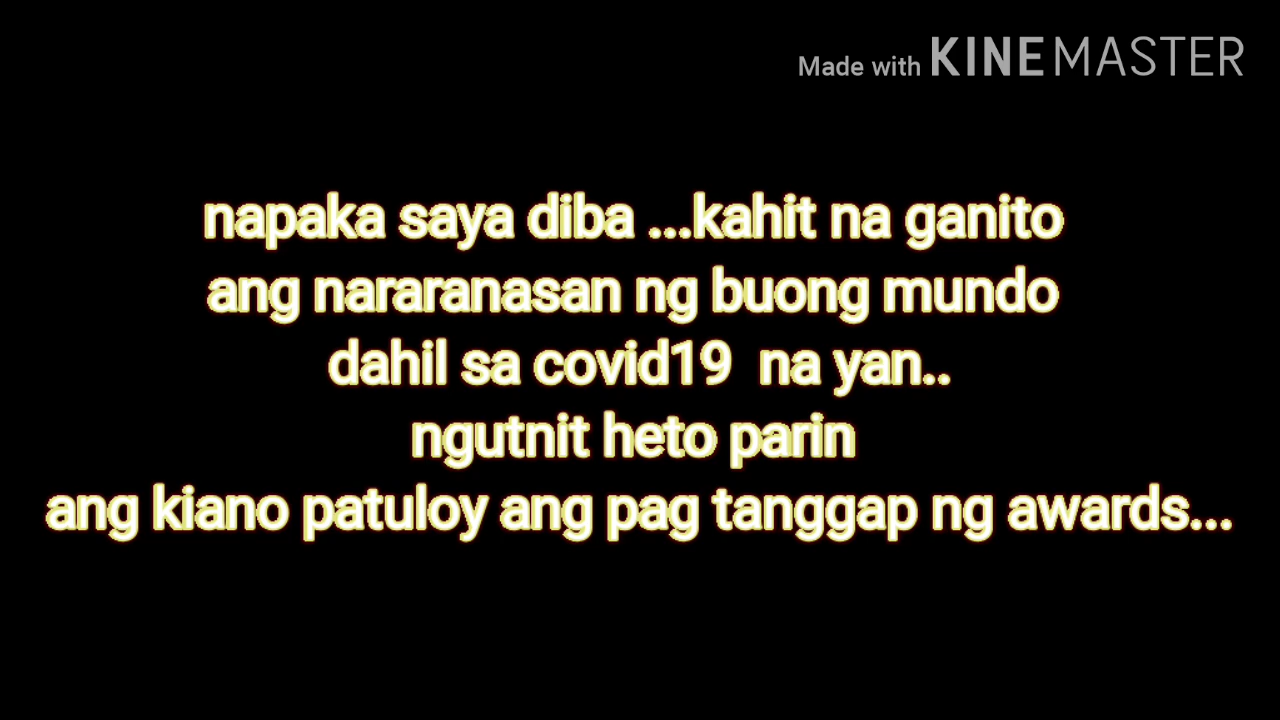 Made with KINEMASTER
napaka saya diba ...kahit na ganito
ang nararanasan ng buong mundo
dahil sa covid19 na yan..
ngutnit heto parin
ang kiano patuloy ang pag tanggap ng awards...